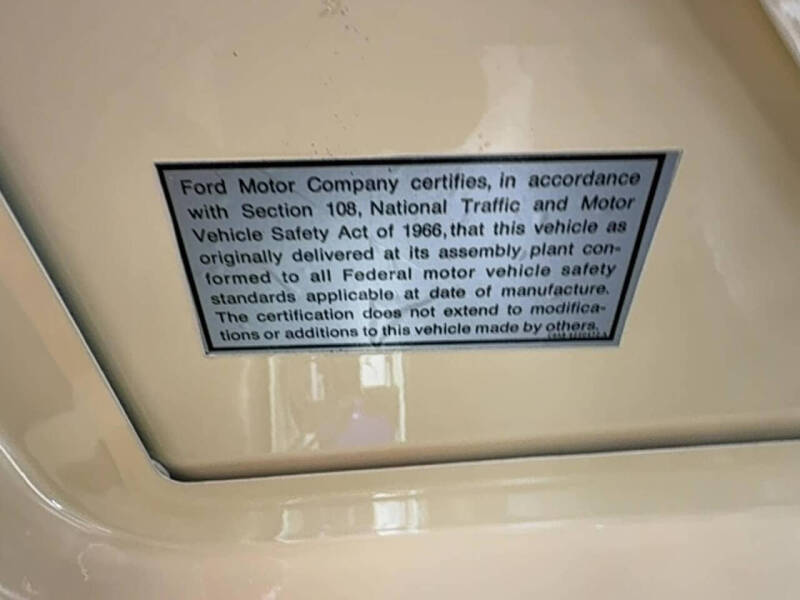 Ford Motor Company certifies, in accordance
with Section 108, National Traffic and Motor
Vehicle Safety Act of 1966, that this vehicle as
originally delivered at its assembly plant con-
formed to all Federal motor vehicle safety
standards applicable at date of manufacture.
The certification does not extend to modifica-
tions or additions to this vehicle made by others.